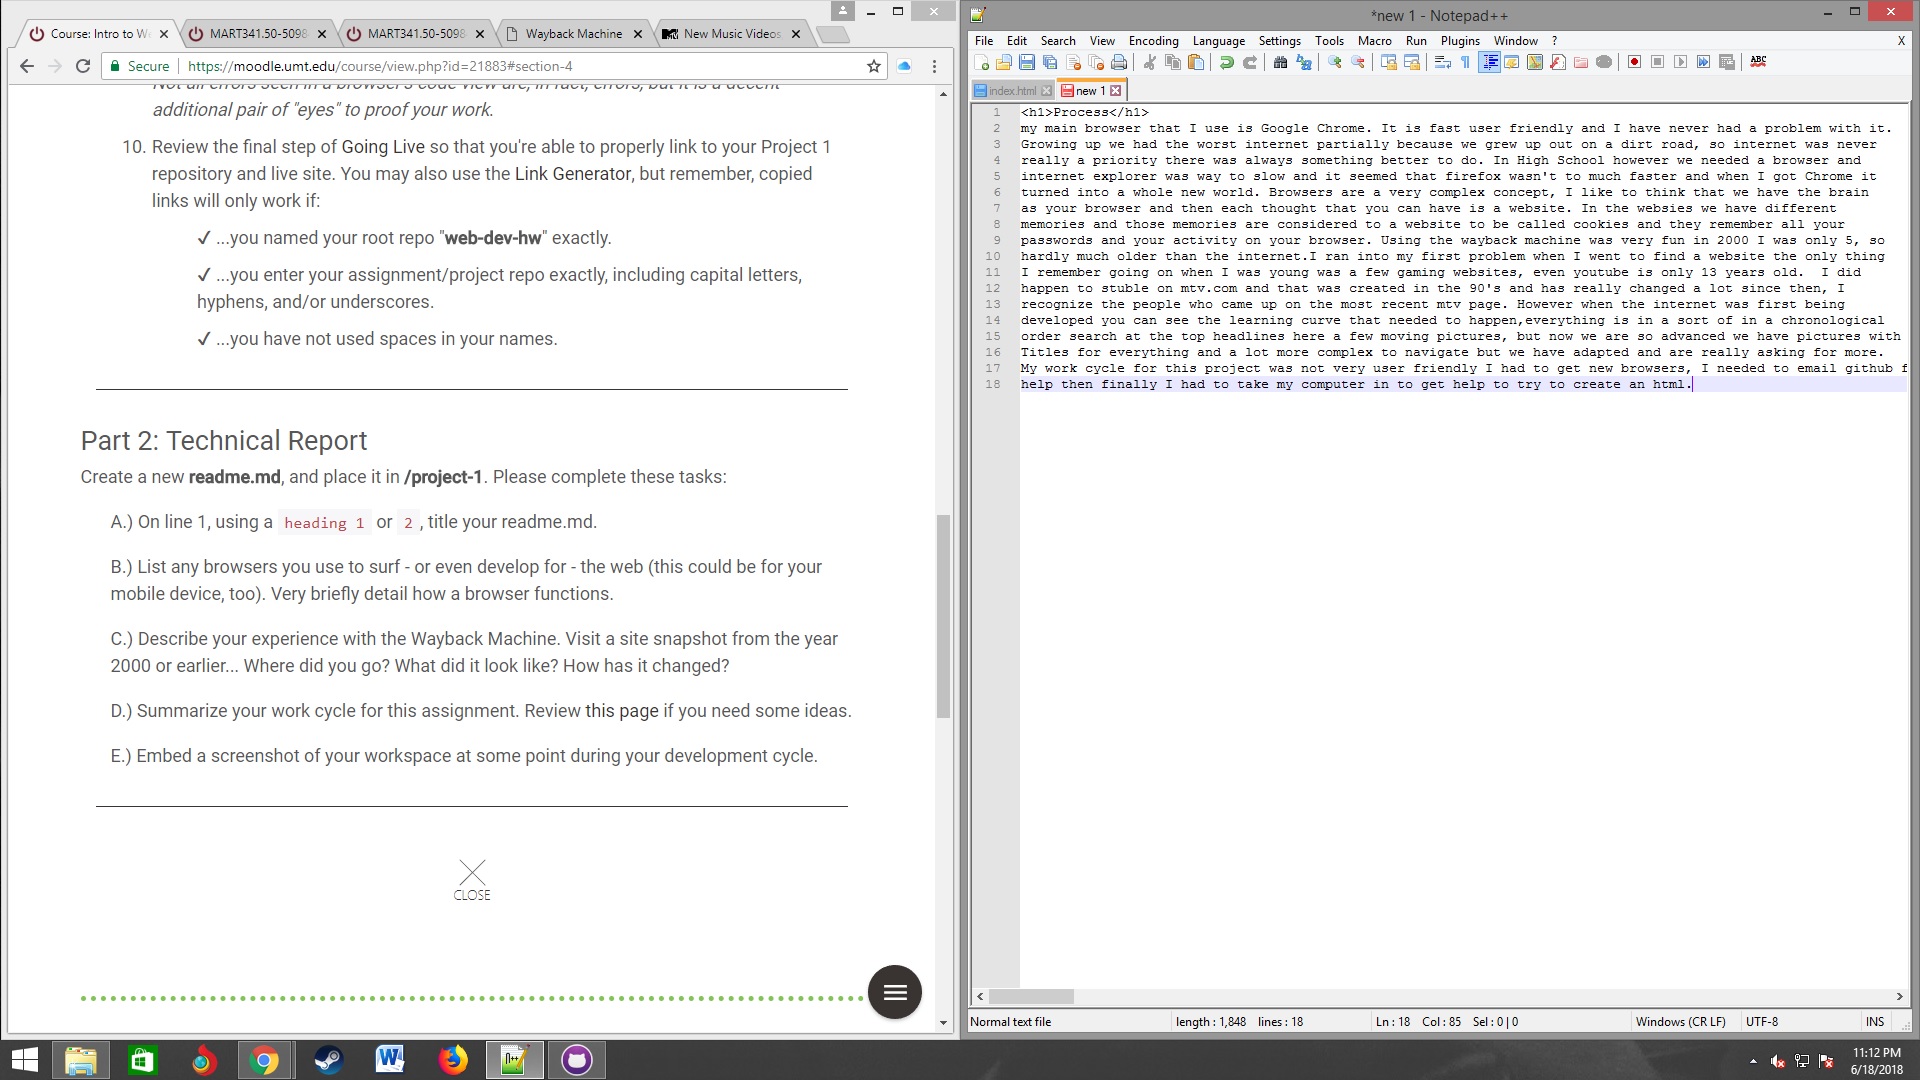 Course: Intro to We
MART341.50-5098
MART341.50-5098
Wayback Machine
New Music Videos
Secure
https://moodle.umt.edu/course/view.php?id=21883#section-4
Not all errors seen in a browser's code view are, in fact, errors, but it is a decent
additional pair of "eyes" to proof your work.
10. Review the final step of Going Live so that you're able to properly link to your Project 1
repository and live site. You may also use the Link Generator, but remember, copied
links will only work if:
✓ ...you named your root repo "web-dev-hw" exactly.
✓ ...you enter your assignment/project repo exactly, including capital letters,
hyphens, and/or underscores.
✓ ...you have not used spaces in your names.
Part 2: Technical Report
Create a new readme.md, and place it in /project-1. Please complete these tasks:
A.) On line 1, using a heading 1 or 2 , title your readme.md.
B.) List any browsers you use to surf - or even develop for - the web (this could be for your
mobile device, too). Very briefly detail how a browser functions.
C.) Describe your experience with the Wayback Machine. Visit a site snapshot from the year
2000 or earlier... Where did you go? What did it look like? How has it changed?
D.) Summarize your work cycle for this assignment. Review this page if you need some ideas.
E.) Embed a screenshot of your workspace at some point during your development cycle.
CLOSE
*new 1 - Notepad++
File Edit Search View Encoding Language Settings Tools Macro Run Plugins Window ? X
ABC
index.html
new 1
1 <h1>Process</h1>
2 my main browser that I use is Google Chrome. It is fast user friendly and I have never had a problem with it.
3 Growing up we had the worst internet partially because we grew up out on a dirt road, so internet was never
4 really a priority there was always something better to do. In High School however we needed a browser and
5 internet explorer was way to slow and it seemed that firefox wasn't to much faster and when I got Chrome it
6 turned into a whole new world. Browsers are a very complex concept, I like to think that we have the brain
7 as your browser and then each thought that you can have is a website. In the websies we have different
8 memories and those memories are considered to a website to be called cookies and they remember all your
9 passwords and your activity on your browser. Using the wayback machine was very fun in 2000 I was only 5, so
10 hardly much older than the internet.I ran into my first problem when I went to find a website the only thing
11 I remember going on when I was young was a few gaming websites, even youtube is only 13 years old.  I did
12 happen to stuble on mtv.com and that was created in the 90's and has really changed a lot since then, I
13 recognize the people who came up on the most recent mtv page. However when the internet was first being
14 developed you can see the learning curve that needed to happen,everything is in a sort of in a chronological
15 order search at the top headlines here a few moving pictures, but now we are so advanced we have pictures with
16 Titles for everything and a lot more complex to navigate but we have adapted and are really asking for more.
17 My work cycle for this project was not very user friendly I had to get new browsers, I needed to email github f
18 help then finally I had to take my computer in to get help to try to create an html.
Normal text file
length : 1,848 lines : 18
Ln : 18 Col : 85 Sel : 0 | 0
Windows (CR LF)
UTF-8
INS
11:12 PM
6/18/2018